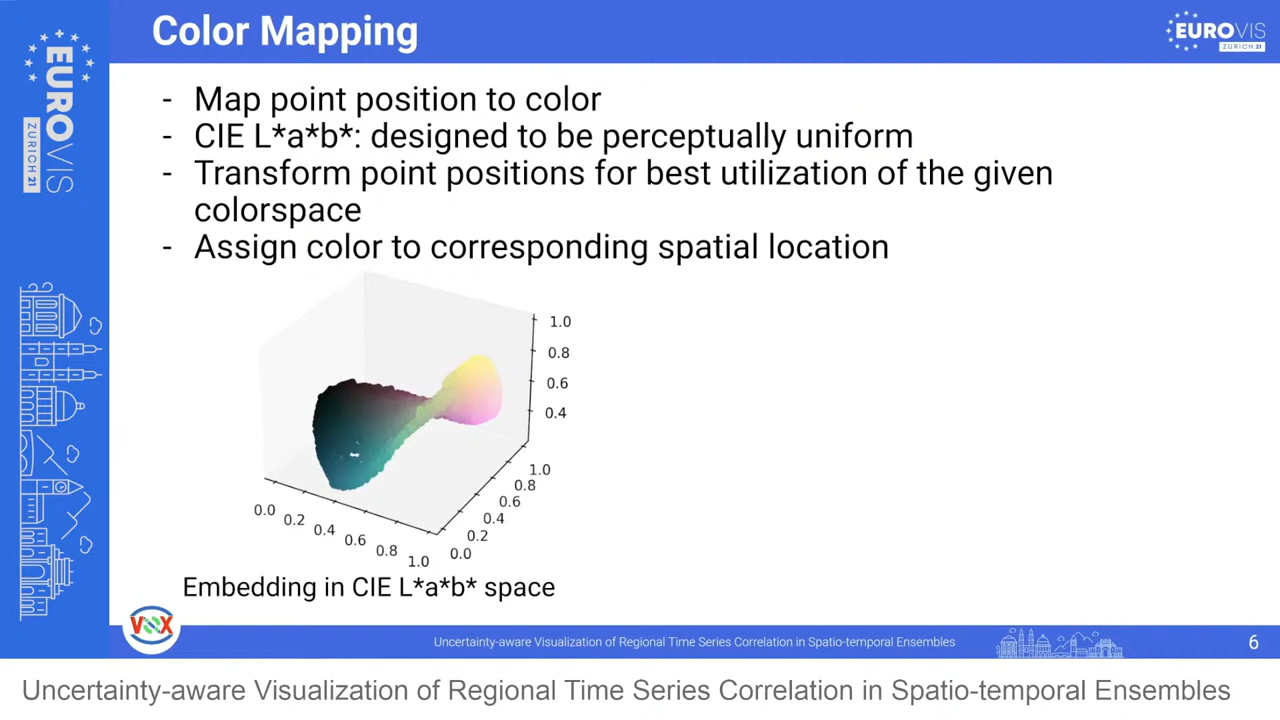 Color Mapping
EUROVIS
ZURICH 21
EUROVIS
ZURICH 21
- Map point position to color
- CIE L*a*b*: designed to be perceptually uniform
- Transform point positions for best utilization of the given
colorspace
- Assign color to corresponding spatial location
1.0
0.8
0.6
0.4
1.0
0.8
0.6
0.4
0.2
0.0
0.0
0.2
0.4
0.6
0.8
1.0
Embedding in CIE L*a*b* space
VOX
Uncertainty-aware Visualization of Regional Time Series Correlation in Spatio-temporal Ensembles
6
Uncertainty-aware Visualization of Regional Time Series Correlation in Spatio-temporal Ensembles